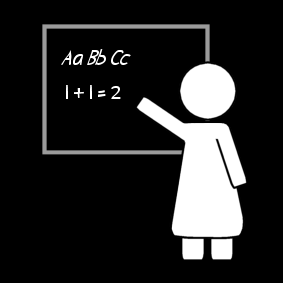 Aa Bb Cc
1 + 1 = 2